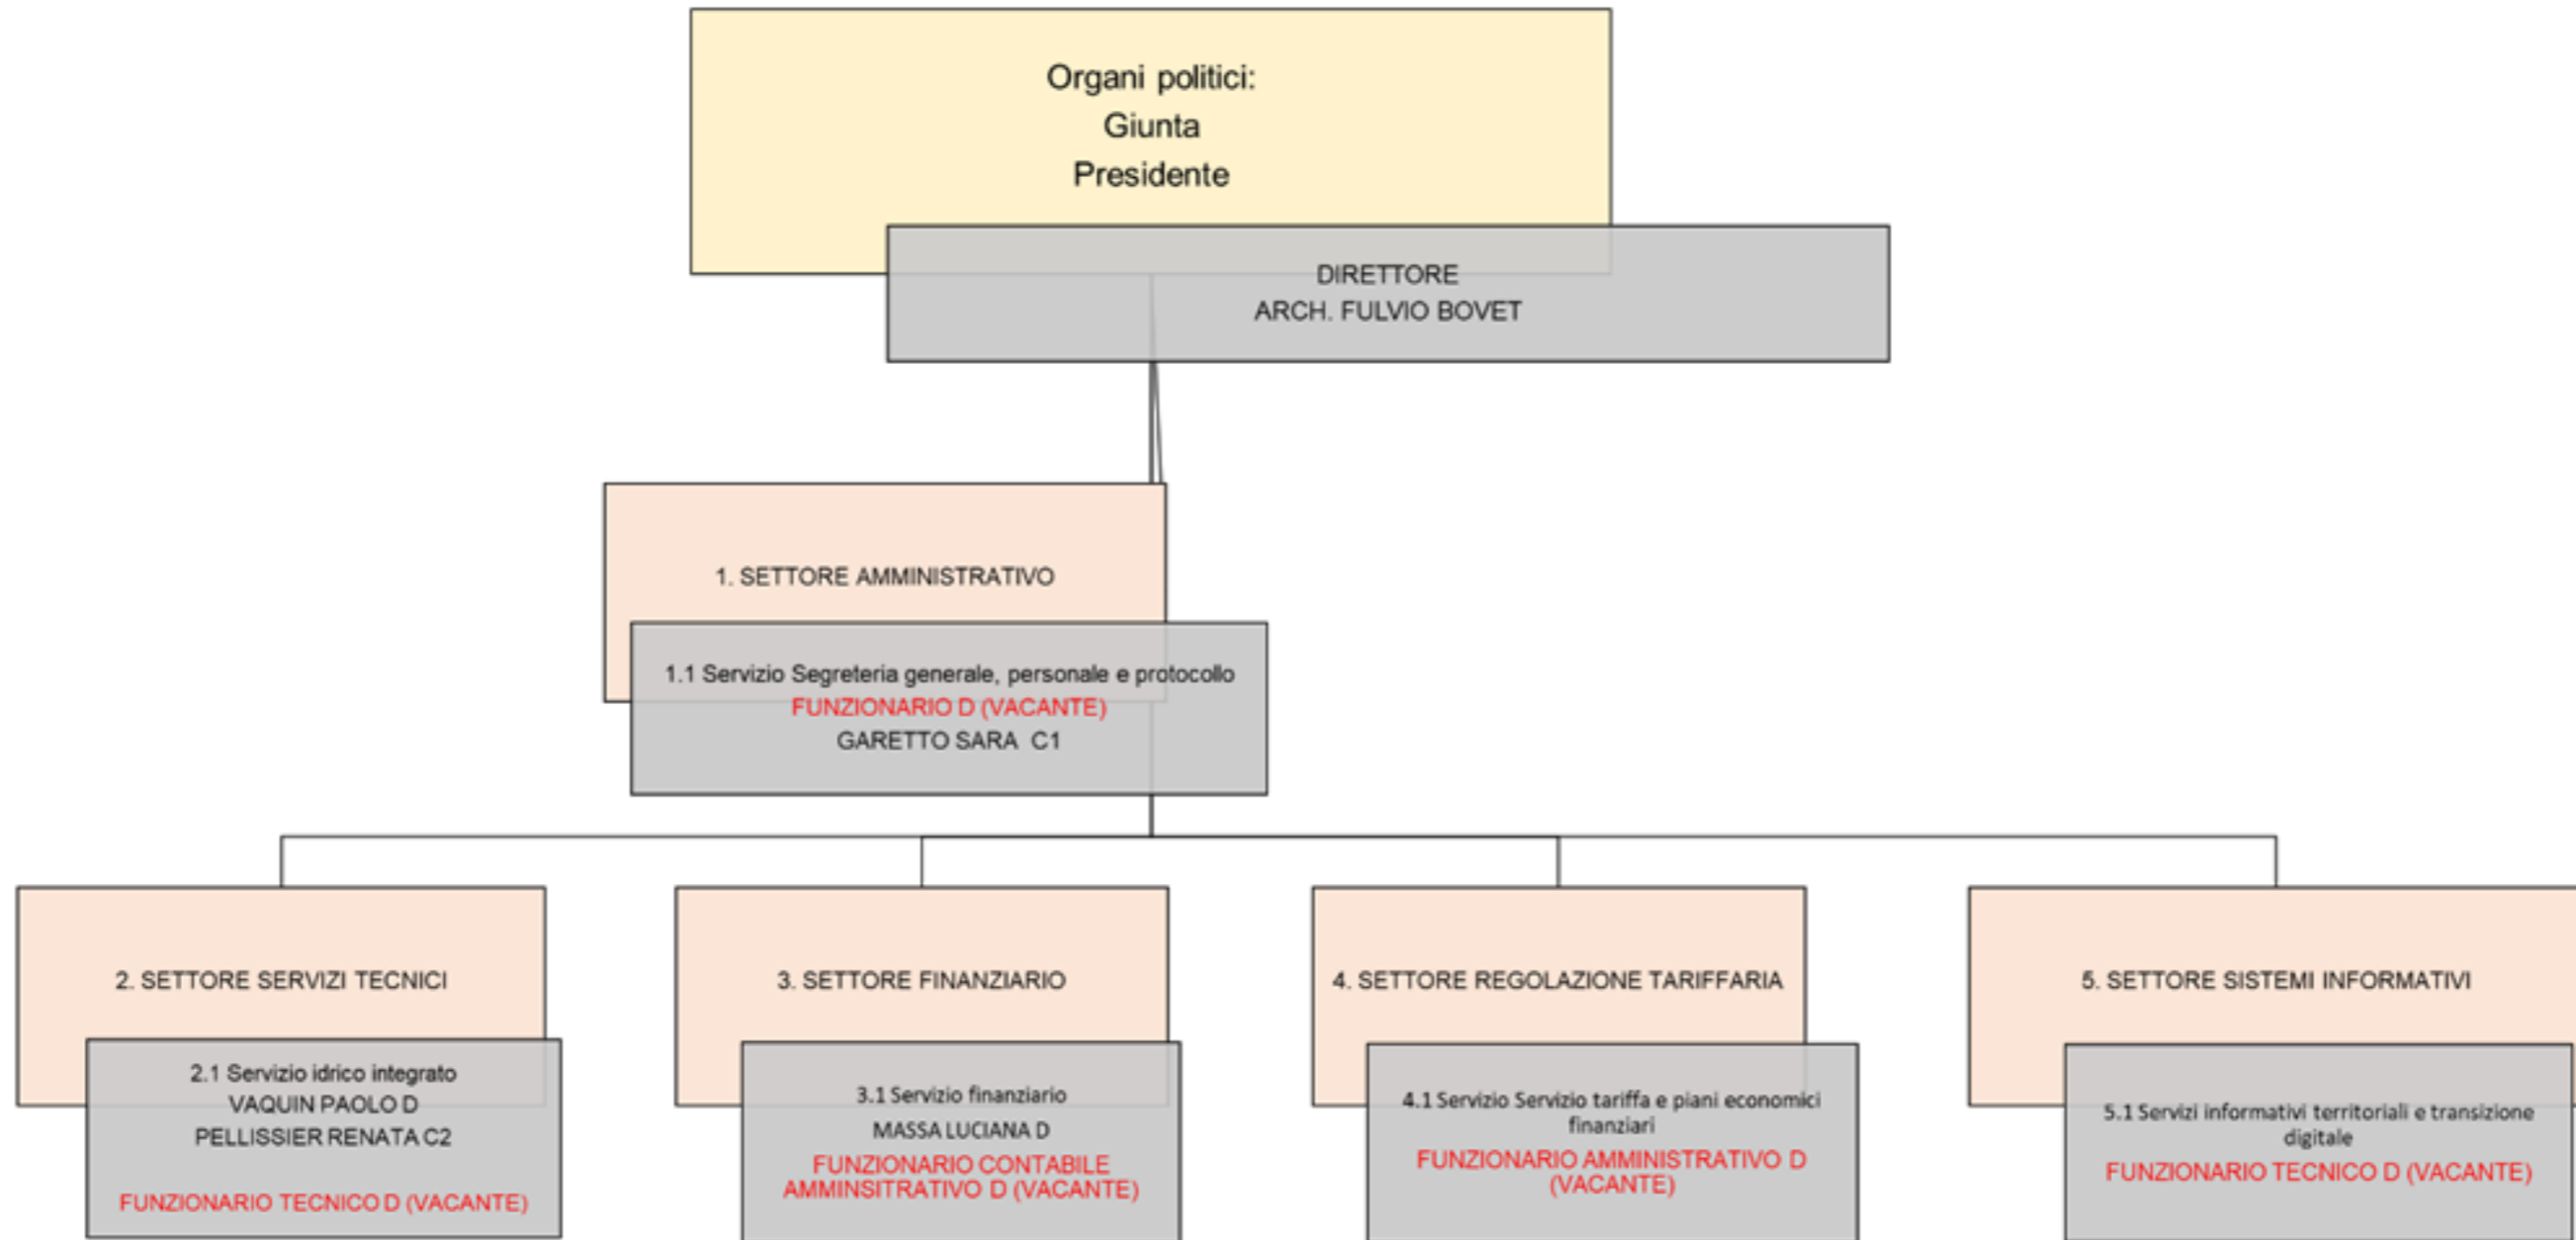 Organi politici:
Giunta
Presidente
DIRETTORE
ARCH. FULVIO BOVET
1. SETTORE AMMINISTRATIVO
1.1 Servizio Segreteria generale, personale e protocollo
FUNZIONARIO D (VACANTE)
GARETTO SARA C1
2. SETTORE SERVIZI TECNICI
2.1 Servizio idrico integrato
VAQUIN PAOLO D
PELLISSIER RENATA C2
FUNZIONARIO TECNICO D (VACANTE)
3. SETTORE FINANZIARIO
3.1 Servizio finanziario
MASSA LUCIANA D
FUNZIONARIO CONTABILE
AMMINSITRATIVO D (VACANTE)
4. SETTORE REGOLAZIONE TARIFFARIA
4.1 Servizio Servizio tariffa e piani economici
finanziari
FUNZIONARIO AMMINISTRATIVO D
(VACANTE)
5. SETTORE SISTEMI INFORMATIVI
5.1 Servizi informativi territoriali e transizione
digitale
FUNZIONARIO TECNICO D (VACANTE)